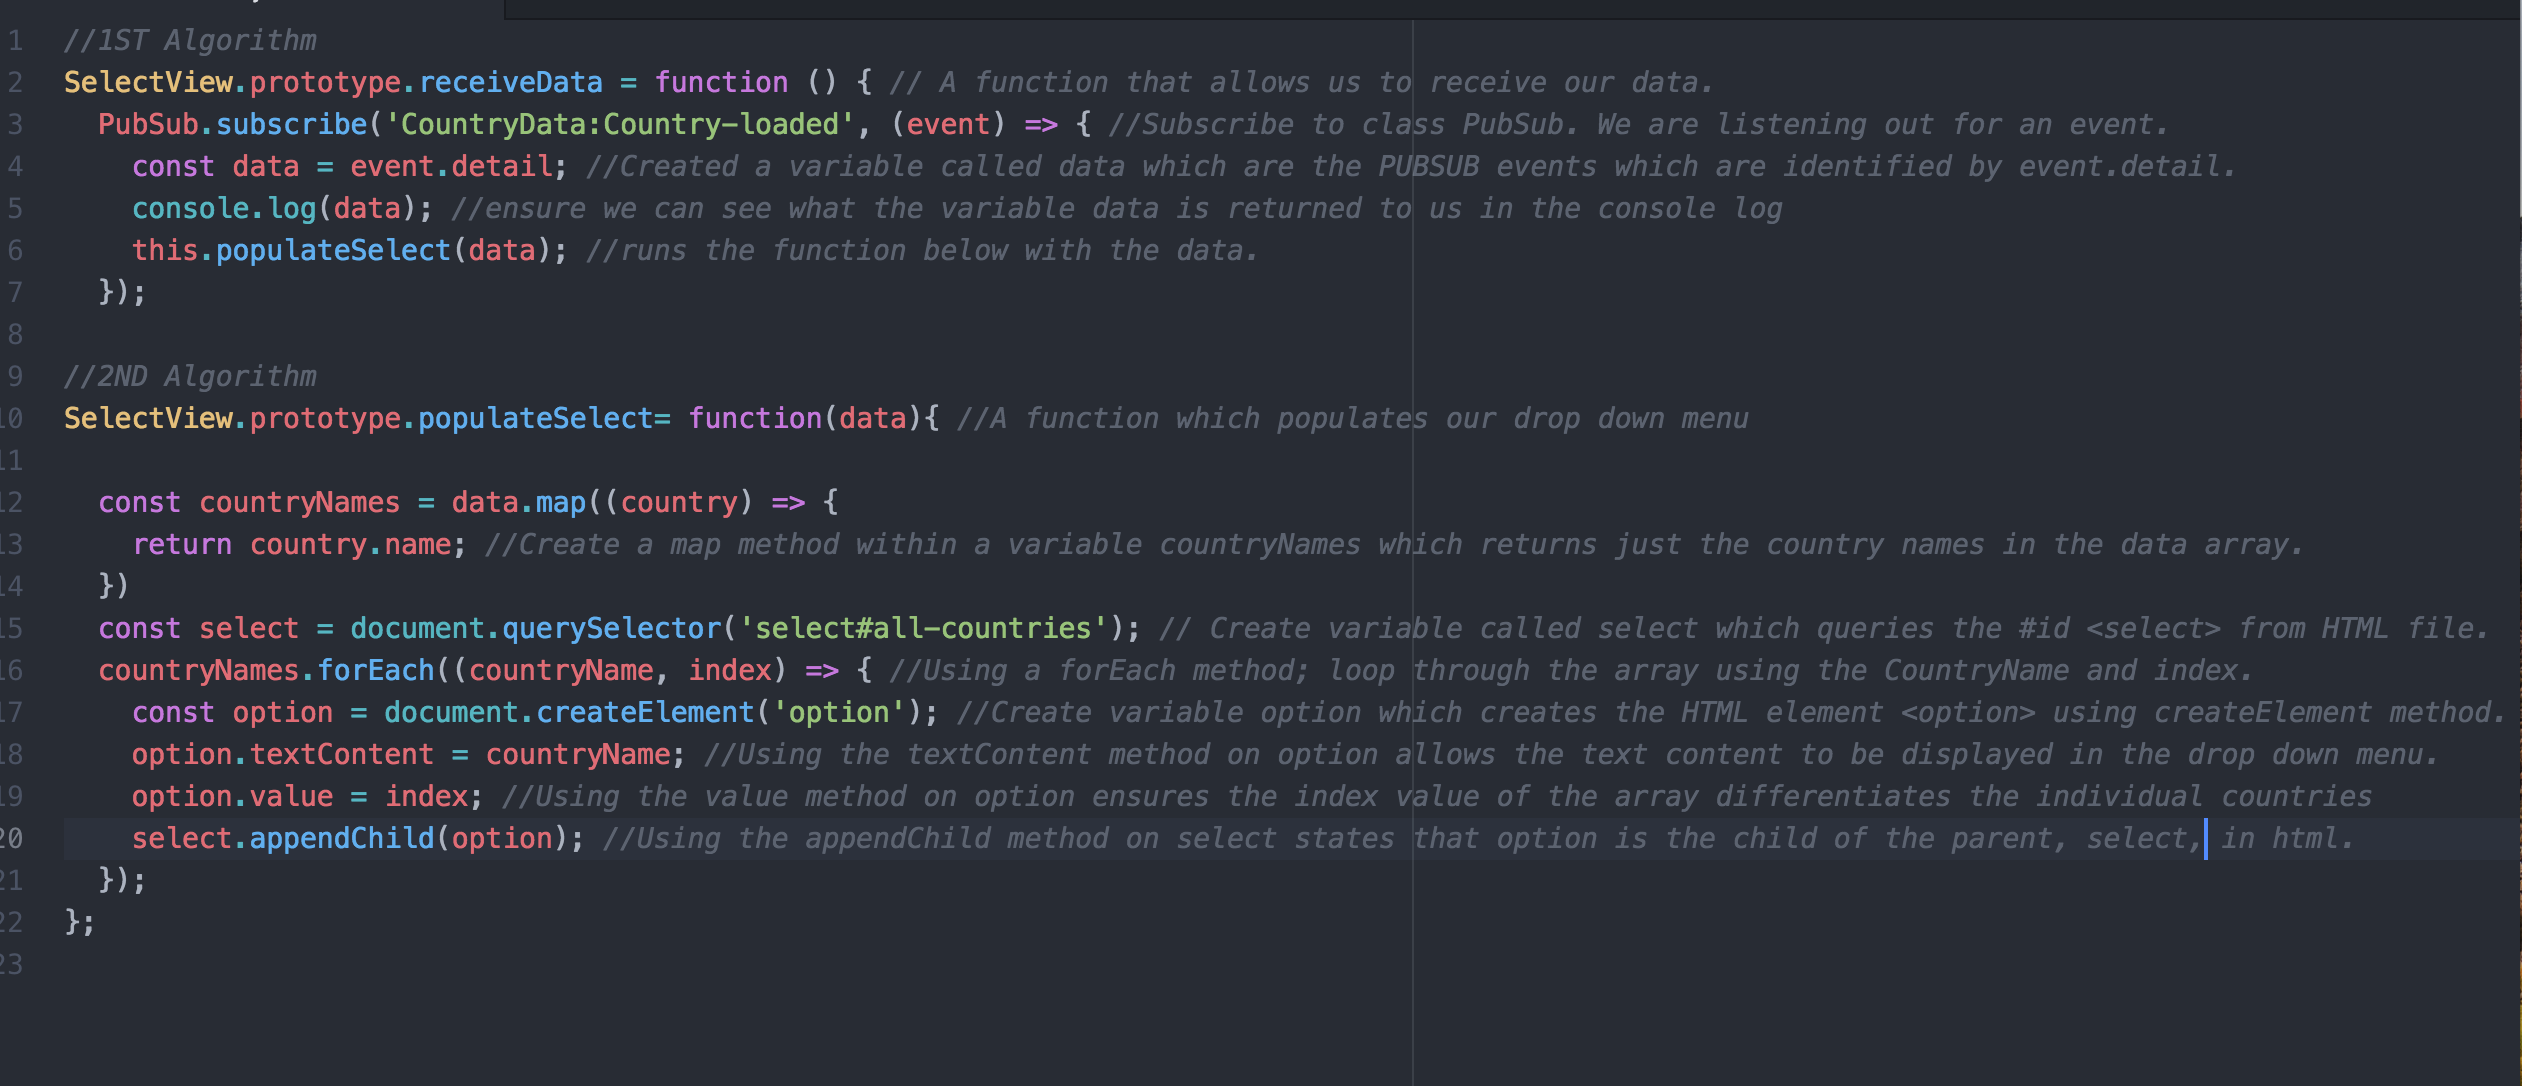 1 //1ST Algorithm
2 SelectView.prototype.receiveData = function () { // A function that allows us to receive our data.
3   PubSub.subscribe('CountryData:Country-loaded', (event) => { //Subscribe to class PubSub. We are listening out for an event.
4     const data = event.detail; //Created a variable called data which are the PUBSUB events which are identified by event.detail.
5     console.log(data); //ensure we can see what the variable data is returned to us in the console log
6     this.populateSelect(data); //runs the function below with the data.
7   });
8
9 //2ND Algorithm
10 SelectView.prototype.populateSelect= function(data){ //A function which populates our drop down menu
11
12   const countryNames = data.map((country) => {
13     return country.name; //Create a map method within a variable countryNames which returns just the country names in the data array.
14   })
15   const select = document.querySelector('select#all-countries'); // Create variable called select which queries the #id <select> from HTML file.
16   countryNames.forEach((countryName, index) => { //Using a forEach method; loop through the array using the CountryName and index.
17     const option = document.createElement('option'); //Create variable option which creates the HTML element <option> using createElement method.
18     option.textContent = countryName; //Using the textContent method on option allows the text content to be displayed in the drop down menu.
19     option.value = index; //Using the value method on option ensures the index value of the array differentiates the individual countries
20     select.appendChild(option); //Using the appendChild method on select states that option is the child of the parent, select, in html.
21   });
22 };
23